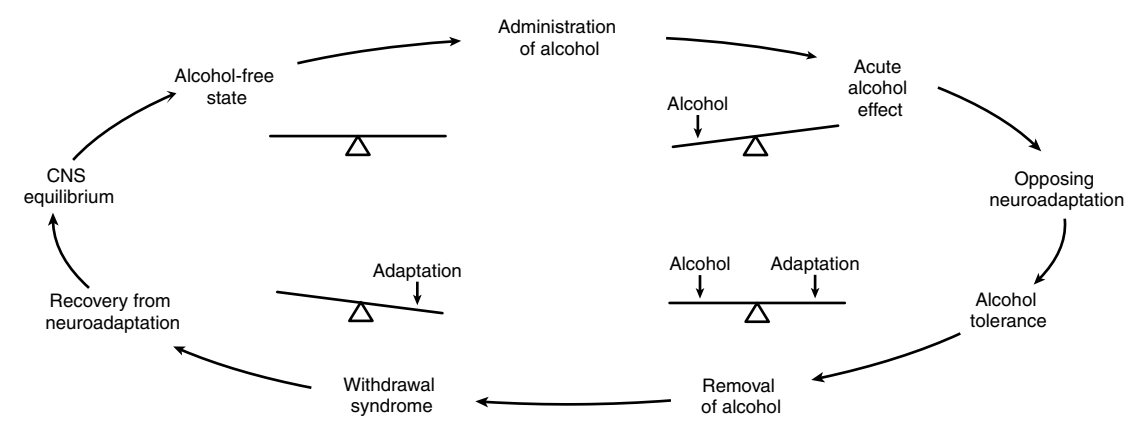 Administration
of alcohol
Alcohol-free
state
Acute
alcohol
effect
Alcohol
CNS
equilibrium
Opposing
neuroadaptation
Adaptation
Alcohol
Adaptation
Recovery from
neuroadaptation
Alcohol
tolerance
Withdrawal
syndrome
Removal
of alcohol